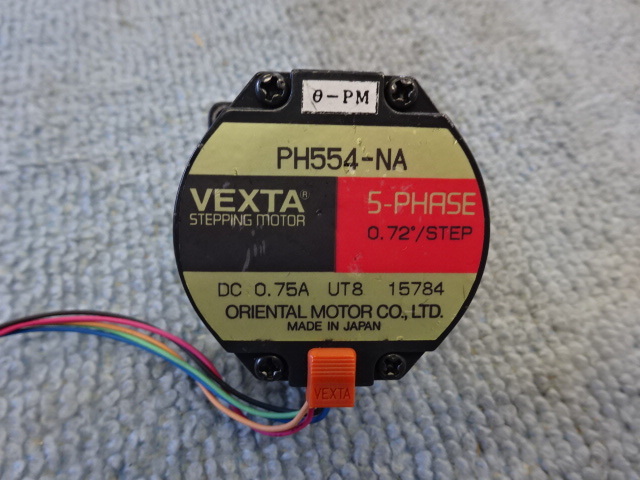 θ-PM
PH554-NA
VEXTA®
STEPPING MOTOR
5-PHASE
0.72°/STEP
DC 0.75A UT8 15784
ORIENTAL MOTOR CO., LTD.
MADE IN JAPAN
VEXTA